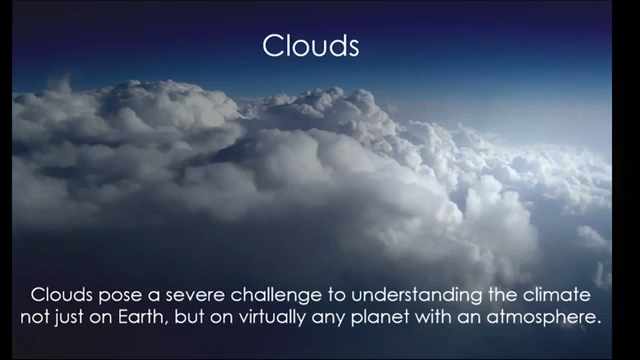 Clouds
Clouds pose a severe challenge to understanding the climate
not just on Earth, but on virtually any planet with an atmosphere.